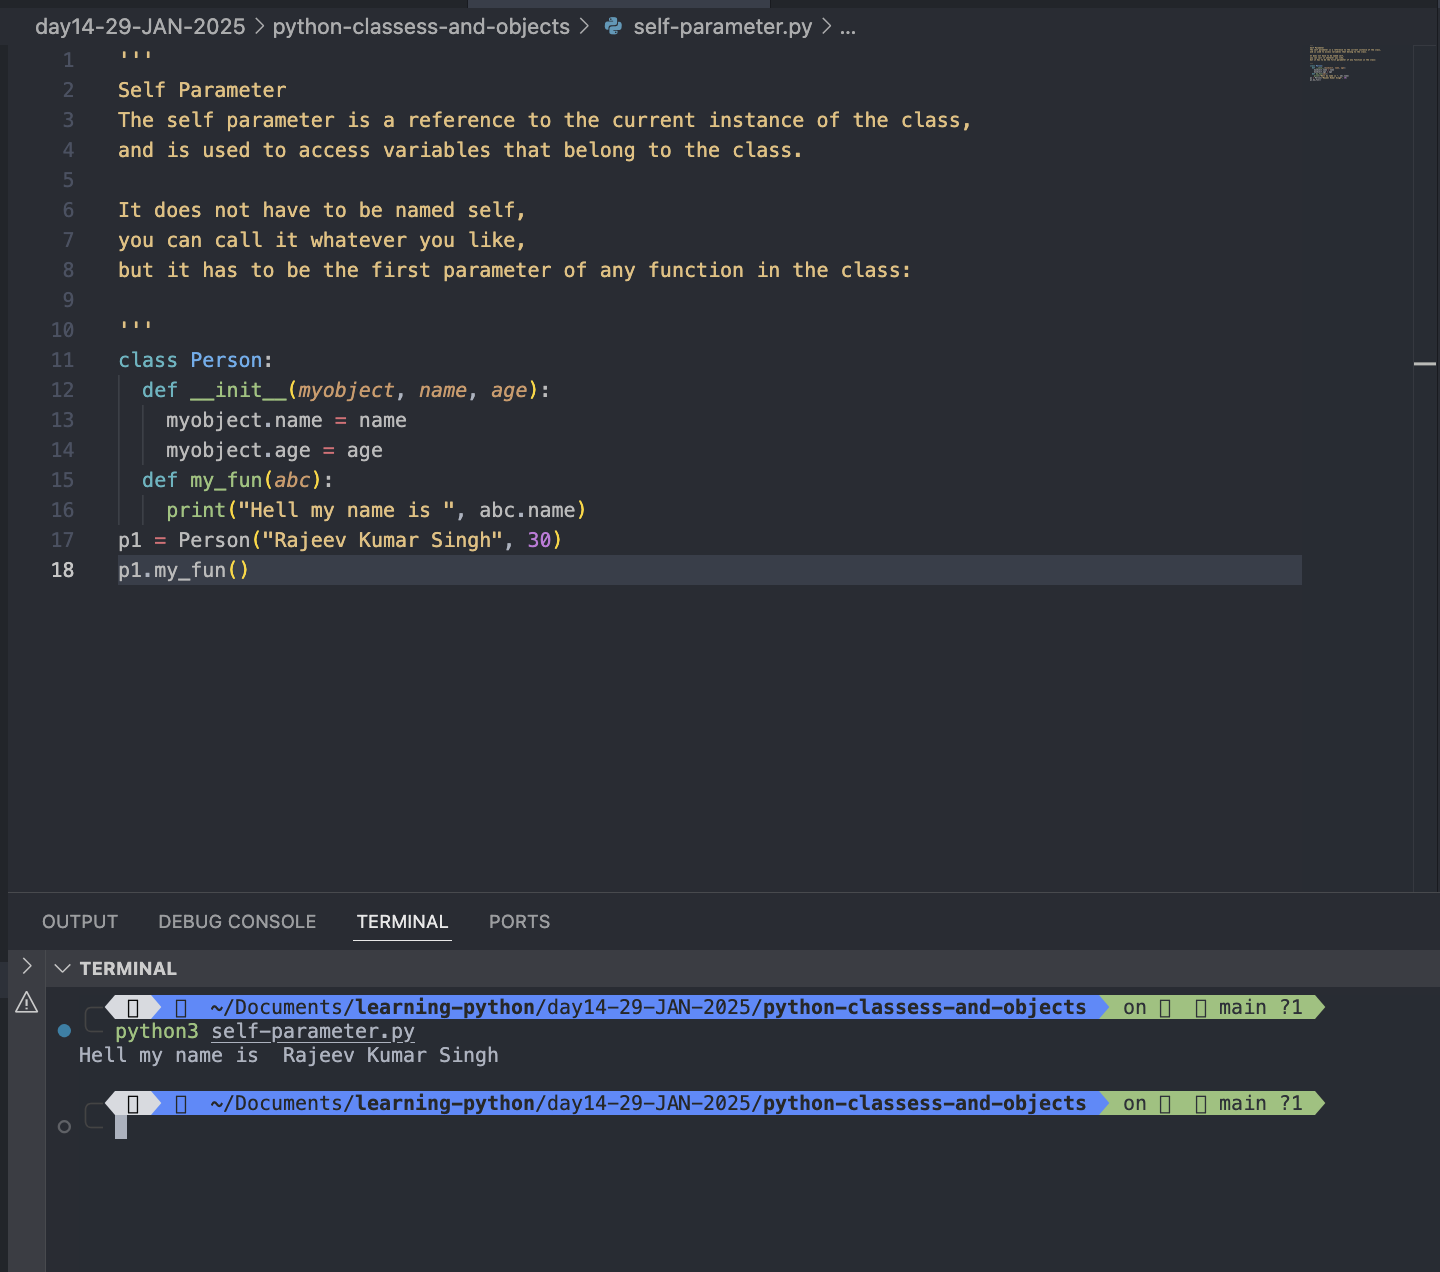 day14-29-JAN-2025 > python-classess-and-objects > self-parameter.py > ...
1 '''
2 Self Parameter
3 The self parameter is a reference to the current instance of the class,
4 and is used to access variables that belong to the class.
5
6 It does not have to be named self,
7 you can call it whatever you like,
8 but it has to be the first parameter of any function in the class:
9
10 '''
11 class Person:
12   def __init__(myobject, name, age):
13     myobject.name = name
14     myobject.age = age
15   def my_fun(abc):
16     print("Hell my name is ", abc.name)
17 p1 = Person("Rajeev Kumar Singh", 30)
18 p1.my_fun()
OUTPUT DEBUG CONSOLE TERMINAL PORTS
TERMINAL
~/Documents/learning-python/day14-29-JAN-2025/python-classess-and-objects on main ?1
python3 self-parameter.py
Hell my name is  Rajeev Kumar Singh
~/Documents/learning-python/day14-29-JAN-2025/python-classess-and-objects on main ?1